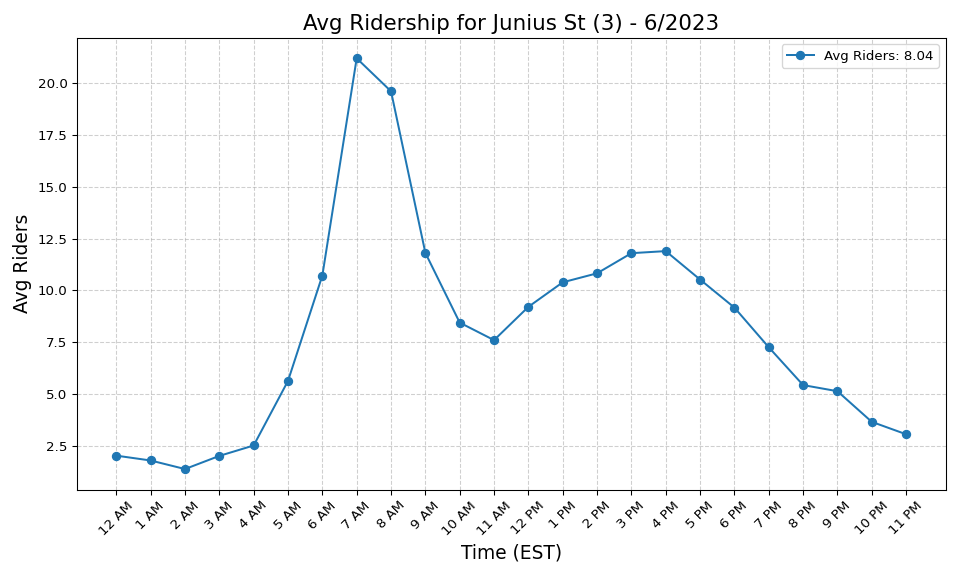 Avg Ridership for Junius St (3) - 6/2023
Avg Riders: 8.04
Avg Riders
20.0
17.5
15.0
12.5
10.0
7.5
5.0
2.5
12 AM
1 AM
2 AM
3 AM
4 AM
5 AM
6 AM
7 AM
8 AM
9 AM
10 AM
11 AM
12 PM
1 PM
2 PM
3 PM
4 PM
5 PM
6 PM
7 PM
8 PM
9 PM
10 PM
11 PM
Time (EST)